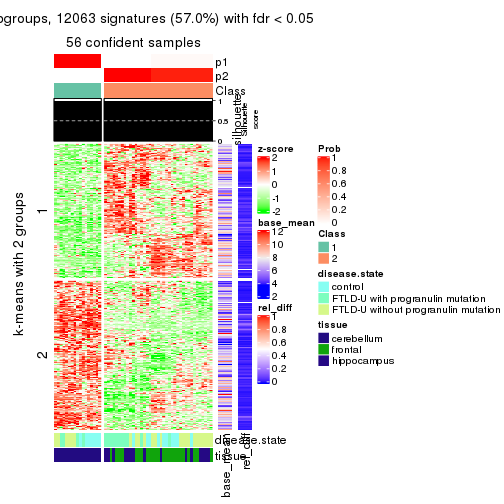 ogroups, 12063 signatures (57.0%) with fdr < 0.05
56 confident samples
p1
p2
Class
1
0.5
0
silhouette
Silhouette
score
k-means with 2 groups
1
2
z-score
2
1
0
-1
-2
base_mean
12
10
8
6
4
2
rel_diff
1
0.8
0.6
0.4
0.2
0
Prob
1
0.8
0.6
0.4
0.2
0
Class
1
2
disease.state
control
FTLD-U with progranulin mutation
FTLD-U without progranulin mutation
tissue
cerebellum
frontal
hippocampus
disease.state
tissue
base_mean
rel_diff